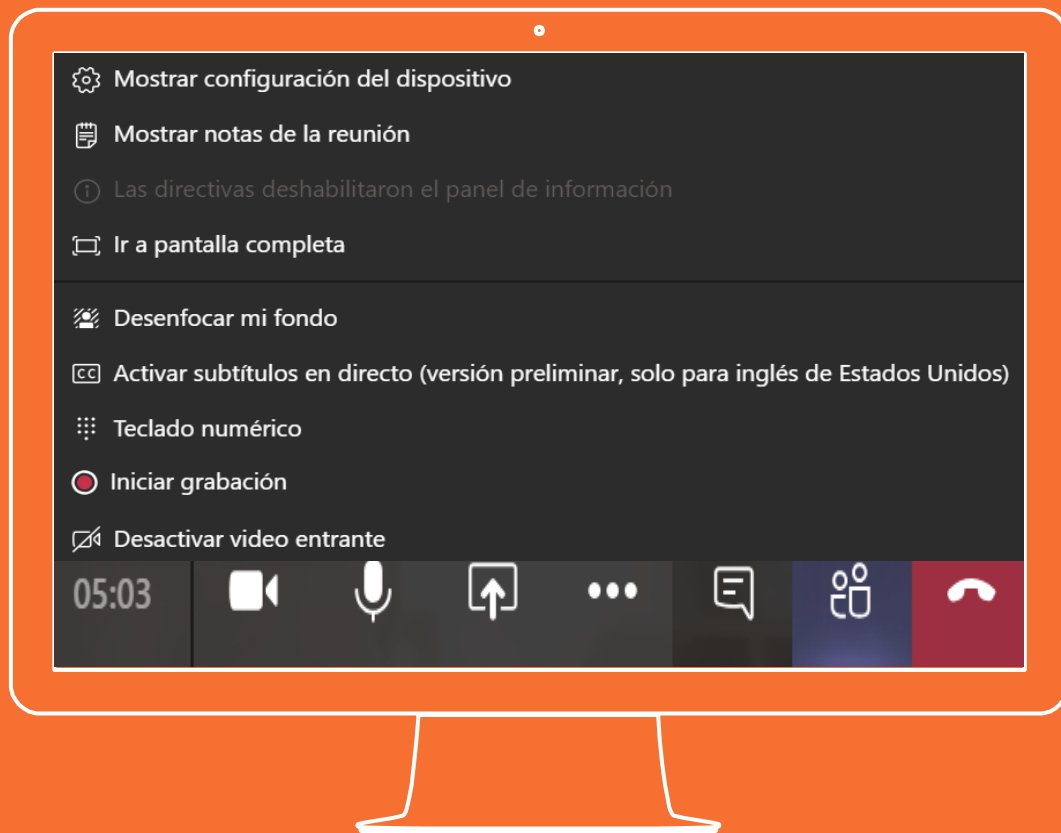 Mostrar configuración del dispositivo
Mostrar notas de la reunión
Las directivas deshabilitaron el panel de información
Ir a pantalla completa
Desenfocar mi fondo
CC Activar subtítulos en directo (versión preliminar, solo para inglés de Estados Unidos)
Teclado numérico
Iniciar grabación
Desactivar video entrante
05:03